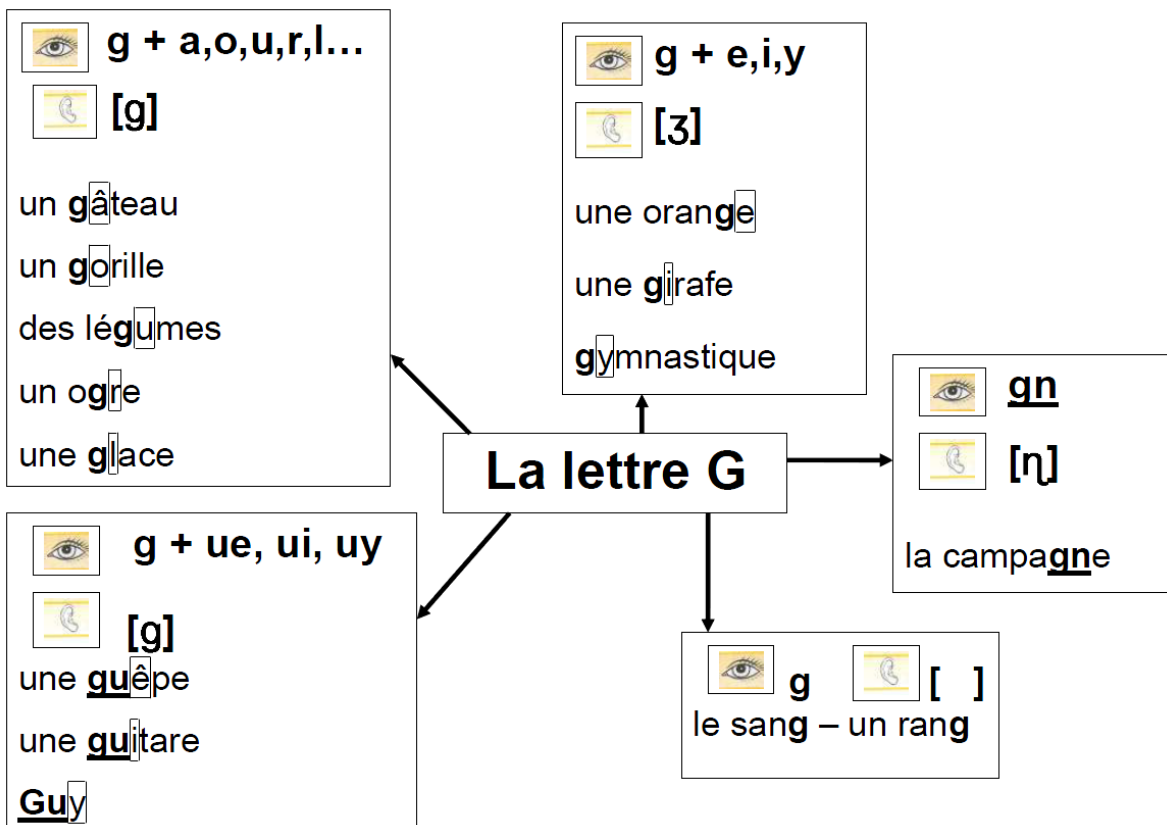 g + a,o,u,r,l...
[g]
un gâteau
un gorille
des légumes
un ogre
une glace
g + e,i,y
[ʒ]
une orange
une girafe
gymnastique
La lettre G
gn
[ɳ]
la campagne
g + ue, ui, uy
[g]
une guêpe
une guitare
Guy
g [ ]
le sang – un rang